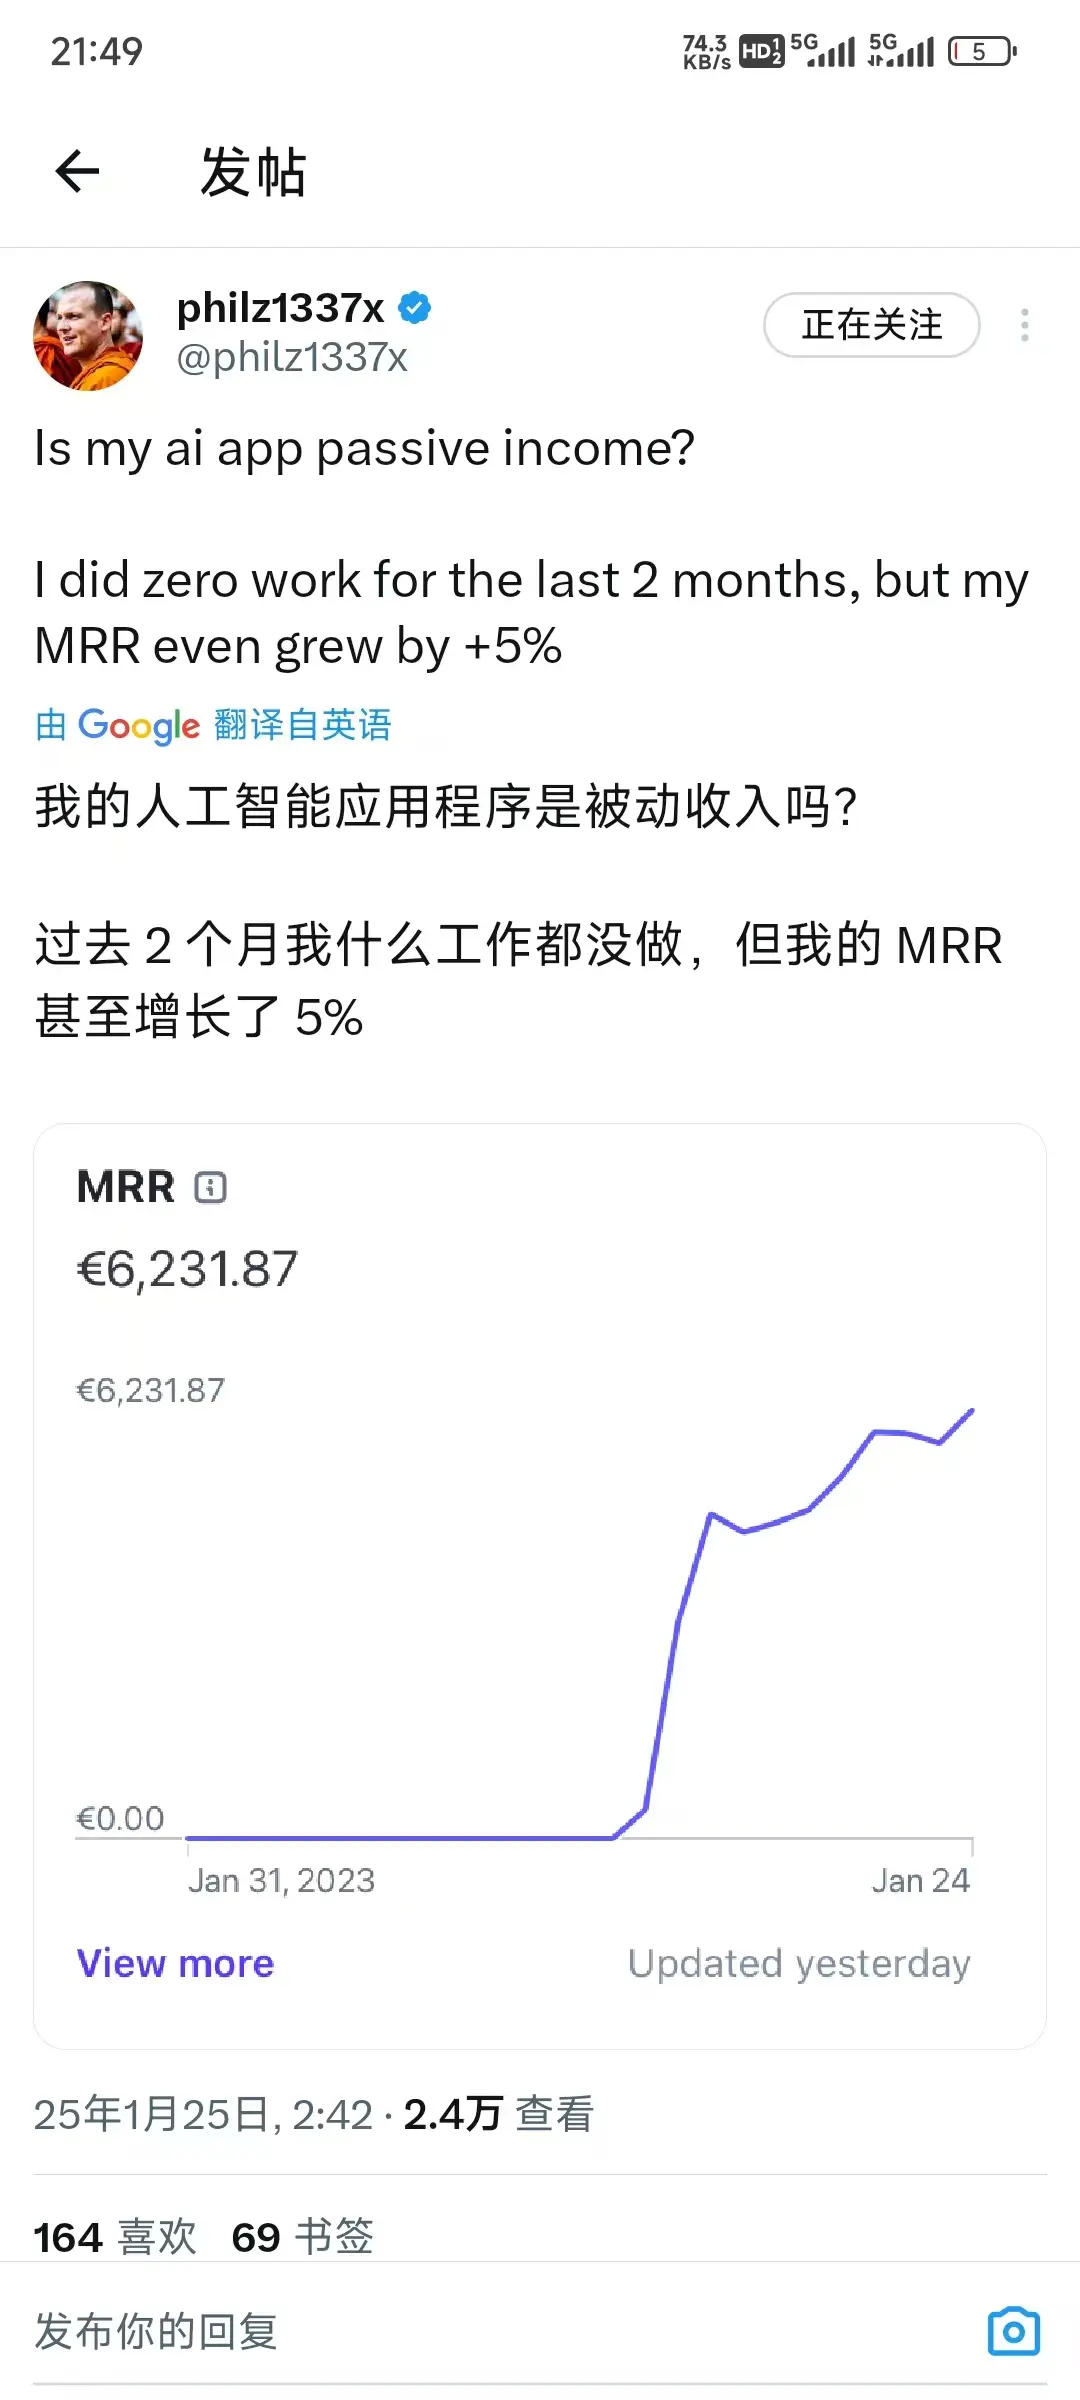 21:49
74.3 KB/s HD 1 2 5G 5G 5
发帖
philz1337x
@philz1337x
正在关注
Is my ai app passive income?
I did zero work for the last 2 months, but my
MRR even grew by +5%
由 Google 翻译自英语
我的人工智能应用程序是被动收入吗？
过去 2 个月我什么工作都没做，但我的 MRR
甚至增长了 5%
MRR
€6,231.87
€6,231.87
€0.00
Jan 31, 2023 Jan 24
View more Updated yesterday
25年1月25日, 2:42 · 2.4万 查看
164 喜欢 69 书签
发布你的回复